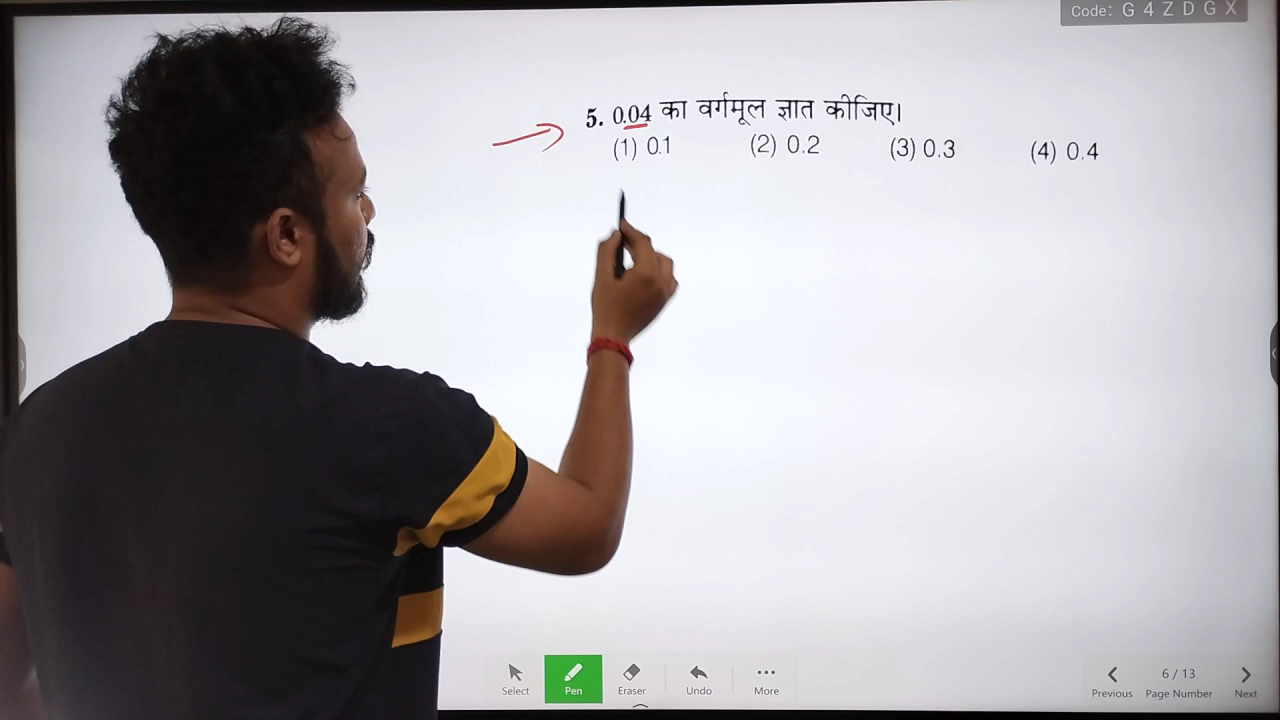 Code: G 4 Z D G X
5. 0.04 का वर्गमूल ज्ञात कीजिए।
(1) 0.1 (2) 0.2 (3) 0.3 (4) 0.4
Select Pen Eraser Undo More
Previous 6 / 13 Page Number Next